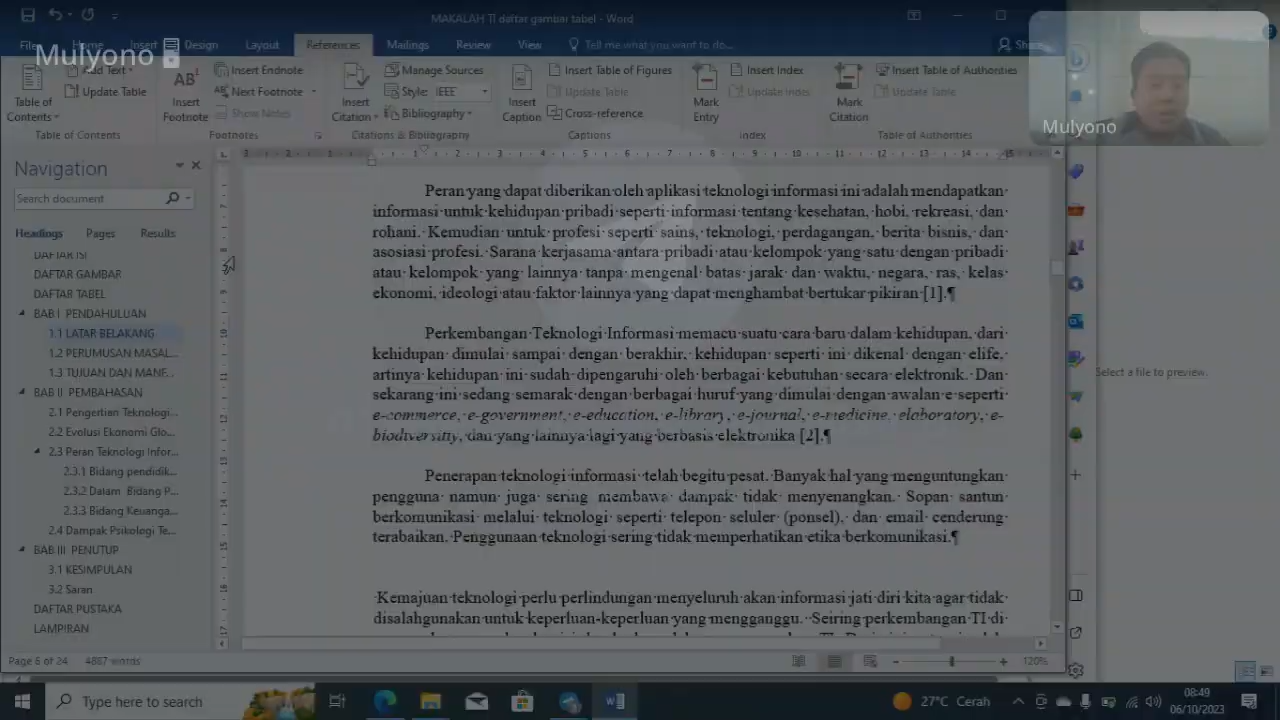 MAKALAH TI daftar gambar tabel - Word
File Home Insert Design Layout References Mailings Review View Tell me what you want to do... Share
Mulyono
Mulyono
Table of Contents
Add Text
Update Table
Table of Contents
AB¹
Insert Footnote
Insert Endnote
Next Footnote
Show Notes
Footnotes
Insert Citation
Manage Sources
Style: IEEE
Bibliography
Citations & Bibliography
Insert Caption
Insert Table of Figures
Update Table
Cross-reference
Captions
Mark Entry
Insert Index
Update Index
Index
Mark Citation
Insert Table of Authorities
Update Table
Table of Authorities
Navigation
Search document
Headings Pages Results
DAFTAR ISI
DAFTAR GAMBAR
DAFTAR TABEL
BAB I PENDAHULUAN
1.1 LATAR BELAKANG
1.2 PERUMUSAN MASAL...
1.3 TUJUAN DAN MANF...
BAB II PEMBAHASAN
2.1 Pengertian Teknologi...
2.2 Evolusi Ekonomi Glo...
2.3 Peran Teknologi Infor...
2.3.1 Bidang pendidik...
2.3.2 Dalam Bidang P...
2.3.3 Bidang Keuanga...
2.4 Dampak Psikologi Te...
BAB III PENUTUP
3.1 KESIMPULAN
3.2 Saran
DAFTAR PUSTAKA
LAMPIRAN
Peran yang dapat diberikan oleh aplikasi teknologi informasi ini adalah mendapatkan
informasi untuk kehidupan pribadi seperti informasi tentang kesehatan, hobi, rekreasi, dan
rohani. Kemudian untuk profesi seperti sains, teknologi, perdagangan, berita bisnis, dan
asosiasi profesi. Sarana kerjasama antara pribadi atau kelompok yang satu dengan pribadi
atau kelompok yang lainnya tanpa mengenal batas jarak dan waktu, negara, ras, kelas
ekonomi, ideologi atau faktor lainnya yang dapat menghambat bertukar pikiran [1].¶
Perkembangan Teknologi Informasi memacu suatu cara baru dalam kehidupan, dari
kehidupan dimulai sampai dengan berakhir, kehidupan seperti ini dikenal dengan elife,
artinya kehidupan ini sudah dipengaruhi oleh berbagai kebutuhan secara elektronik. Dan
sekarang ini sedang semarak dengan berbagai huruf yang dimulai dengan awalan e seperti
e-commerce, e-government, e-education, e-library, e-journal, e-medicine, elaboratory, e-
biodiversitiy, dan yang lainnya lagi yang berbasis elektronika [2].¶
Penerapan teknologi informasi telah begitu pesat. Banyak hal yang menguntungkan
pengguna namun juga sering membawa dampak tidak menyenangkan. Sopan santun
berkomunikasi melalui teknologi seperti telepon seluler (ponsel), dan email cenderung
terabaikan. Penggunaan teknologi sering tidak memperhatikan etika berkomunikasi.¶
Kemajuan teknologi perlu perlindungan menyeluruh akan informasi jati diri kita agar tidak
disalahgunakan untuk keperluan-keperluan yang mengganggu. Seiring perkembangan TI di
Select a file to preview.
Page 6 of 24 4887 words 120%
Type here to search
27°C Cerah
08:49
06/10/2023